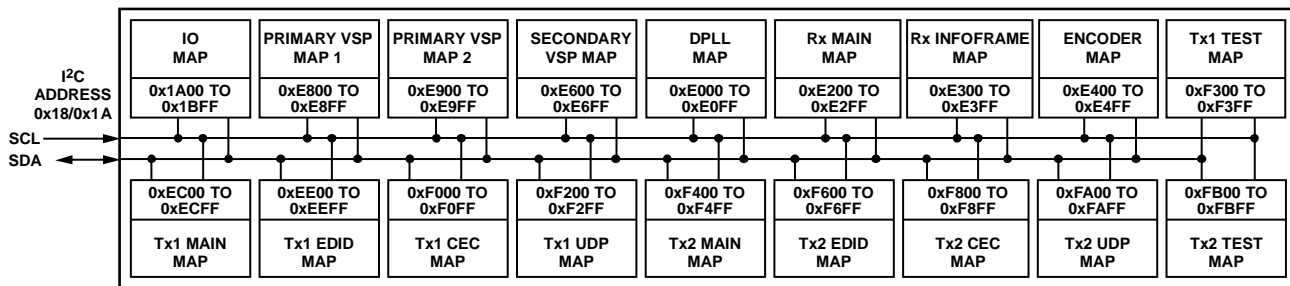 IO
MAP
0x1A00 TO
0x1BFF
PRIMARY VSP
MAP 1
0xE800 TO
0xE8FF
PRIMARY VSP
MAP 2
0xE900 TO
0xE9FF
SECONDARY
VSP MAP
0xE600 TO
0xE6FF
DPLL
MAP
0xE000 TO
0xE0FF
Rx MAIN
MAP
0xE200 TO
0xE2FF
Rx INFOFRAME
MAP
0xE300 TO
0xE3FF
ENCODER
MAP
0xE400 TO
0xE4FF
Tx1 TEST
MAP
0xF300 TO
0xF3FF
I2C
ADDRESS
0x18/0x1A
SCL
SDA
0xEC00 TO
0xECFF
Tx1 MAIN
MAP
0xEE00 TO
0xEEFF
Tx1 EDID
MAP
0xF000 TO
0xF0FF
Tx1 CEC
MAP
0xF200 TO
0xF2FF
Tx1 UDP
MAP
0xF400 TO
0xF4FF
Tx2 MAIN
MAP
0xF600 TO
0xF6FF
Tx2 EDID
MAP
0xF800 TO
0xF8FF
Tx2 CEC
MAP
0xFA00 TO
0xFAFF
Tx2 UDP
MAP
0xFB00 TO
0xFBFF
Tx2 TEST
MAP